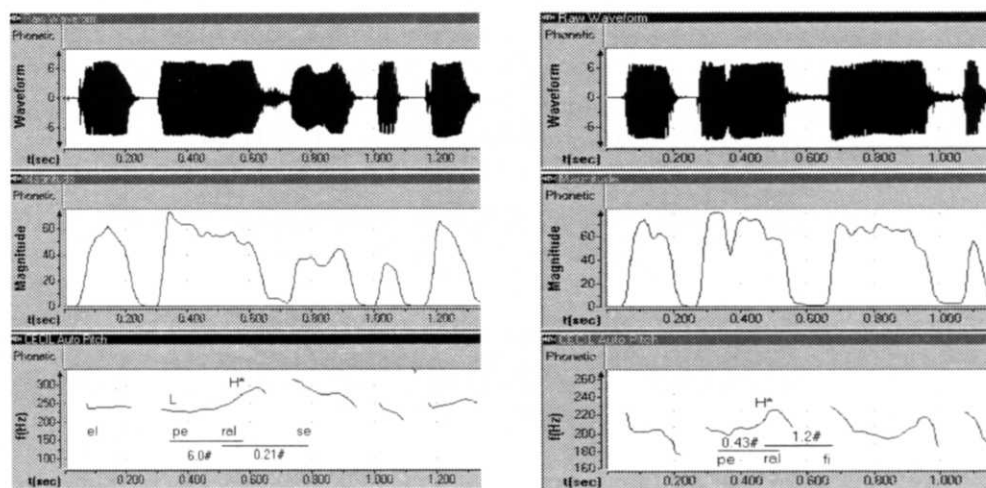 Raw Waveform
Phonetic
Waveform
6
-6
t(sec) 0.200 0.400 0.600 0.800 1.000 1.200
Magnitude
Phonetic
Magnitude
60
40
20
0
t(sec) 0.200 0.400 0.600 0.800 1.000 1.200
CECIL Auto Pitch
Phonetic
f(Hz)
300
250
200
150
100
L H*
el pe ral se
6.0# 0.21#
t(sec) 0.200 0.400 0.600 0.800 1.000 1.200
Raw Waveform
Phonetic
Waveform
6
0
-6
t(sec) 0.200 0.400 0.600 0.800 1.000
Magnitude
Phonetic
Magnitude
60
40
20
0
t(sec) 0.200 0.400 0.600 0.800 1.000
CECIL Auto Pitch
Phonetic
f(Hz)
260
240
220
200
180
160
H*
0.43# 1.2#
pe ral fi
t(sec) 0.200 0.400 0.600 0.800 1.000